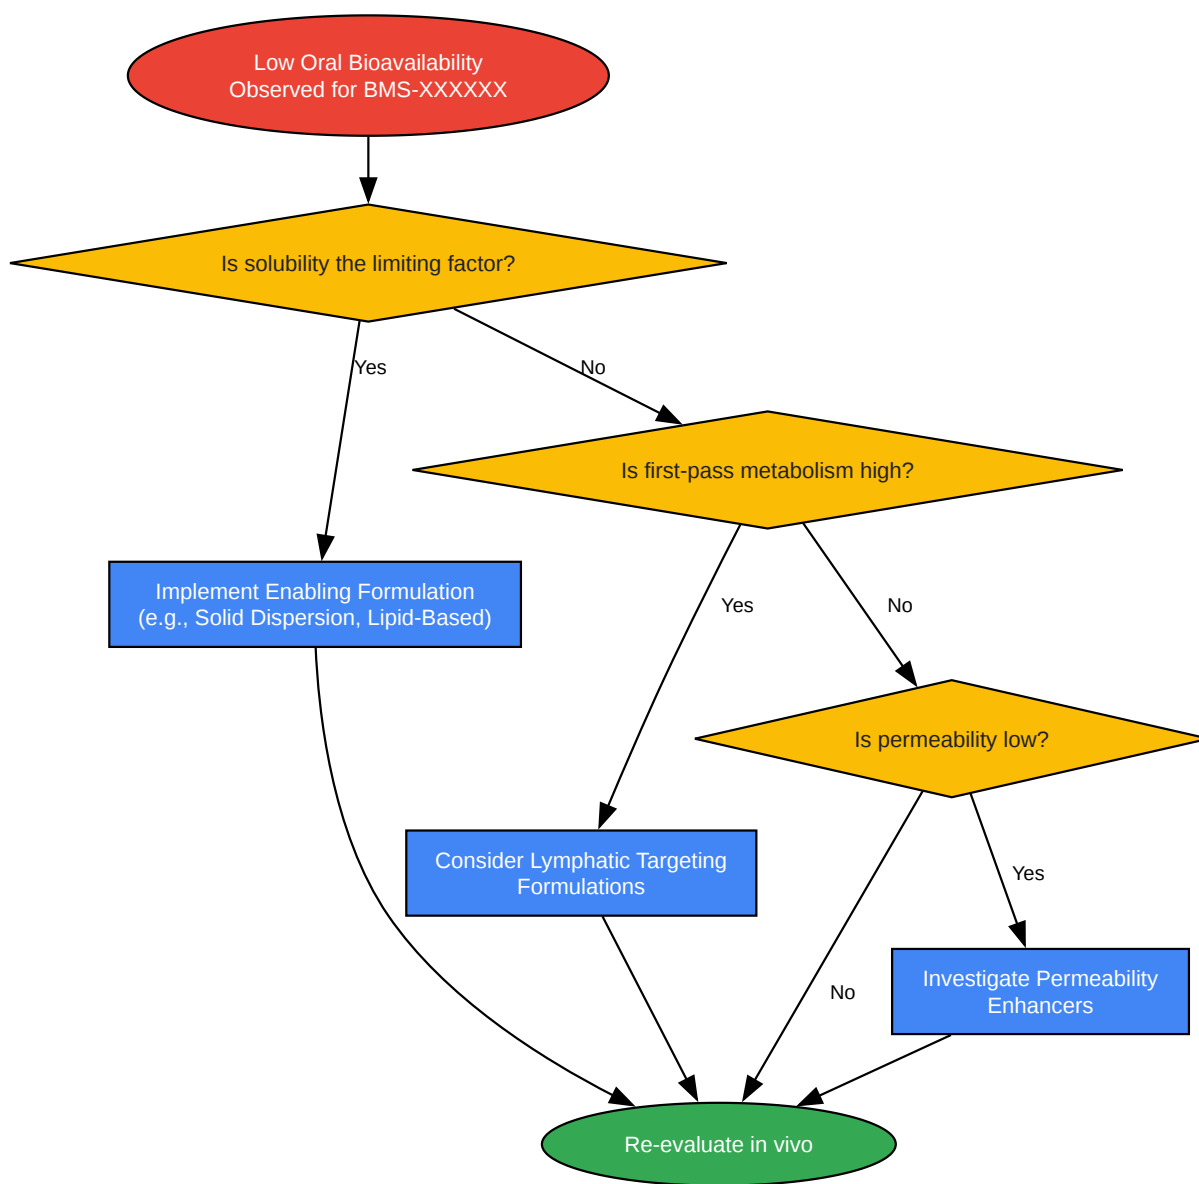 Low Oral Bioavailability
Observed for BMS-XXXXXX
Is solubility the limiting factor?
Yes
No
Is first-pass metabolism high?
Implement Enabling Formulation
(e.g., Solid Dispersion, Lipid-Based)
Yes
No
Is permeability low?
Consider Lymphatic Targeting
Formulations
Yes
No
Investigate Permeability
Enhancers
Re-evaluate in vivo